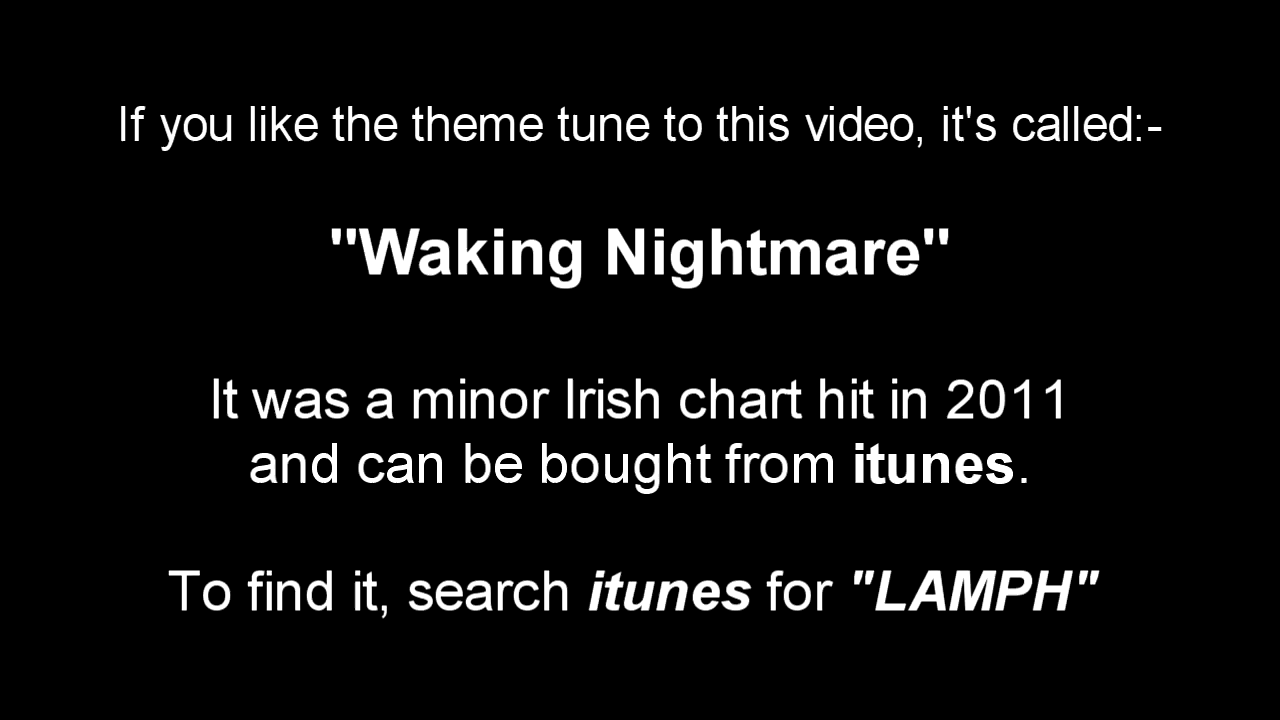 If you like the theme tune to this video, it's called:-
"Waking Nightmare"
It was a minor Irish chart hit in 2011
and can be bought from itunes.
To find it, search itunes for "LAMPH"